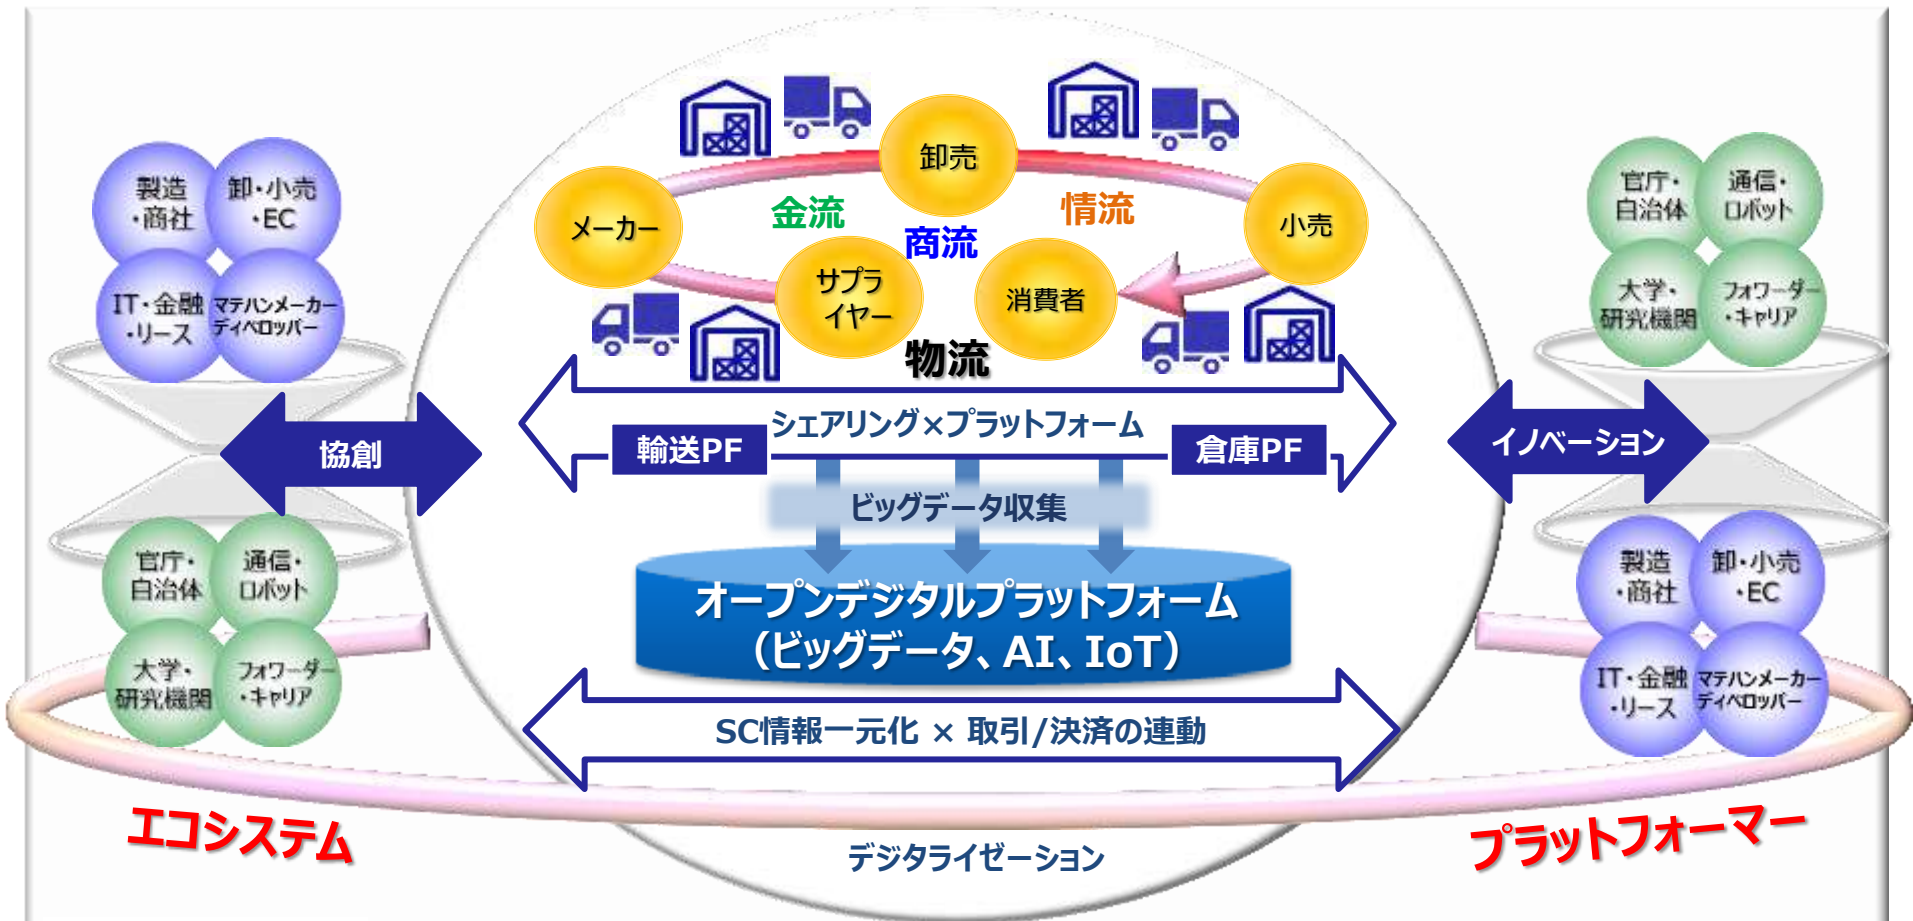 卸売
メーカー
小売
金流
情流
商流
サプラ
イヤー
消費者
物流
製造
・商社
卸・小売
・EC
IT・金融
・リース
マテハンメーカー
ディベロッパー
官庁・
自治体
通信・
ロボット
大学・
研究機関
フォワーダー
・キャリア
協創
シェアリング×プラットフォーム
輸送PF
倉庫PF
イノベーション
ビッグデータ収集
オープンデジタルプラットフォーム
（ビッグデータ、AI、IoT）
官庁・
自治体
通信・
ロボット
大学・
研究機関
フォワーダー
・キャリア
製造
・商社
卸・小売
・EC
IT・金融
・リース
マテハンメーカー
ディベロッパー
SC情報一元化 × 取引/決済の連動
エコシステム
デジタライゼーション
プラットフォーマー